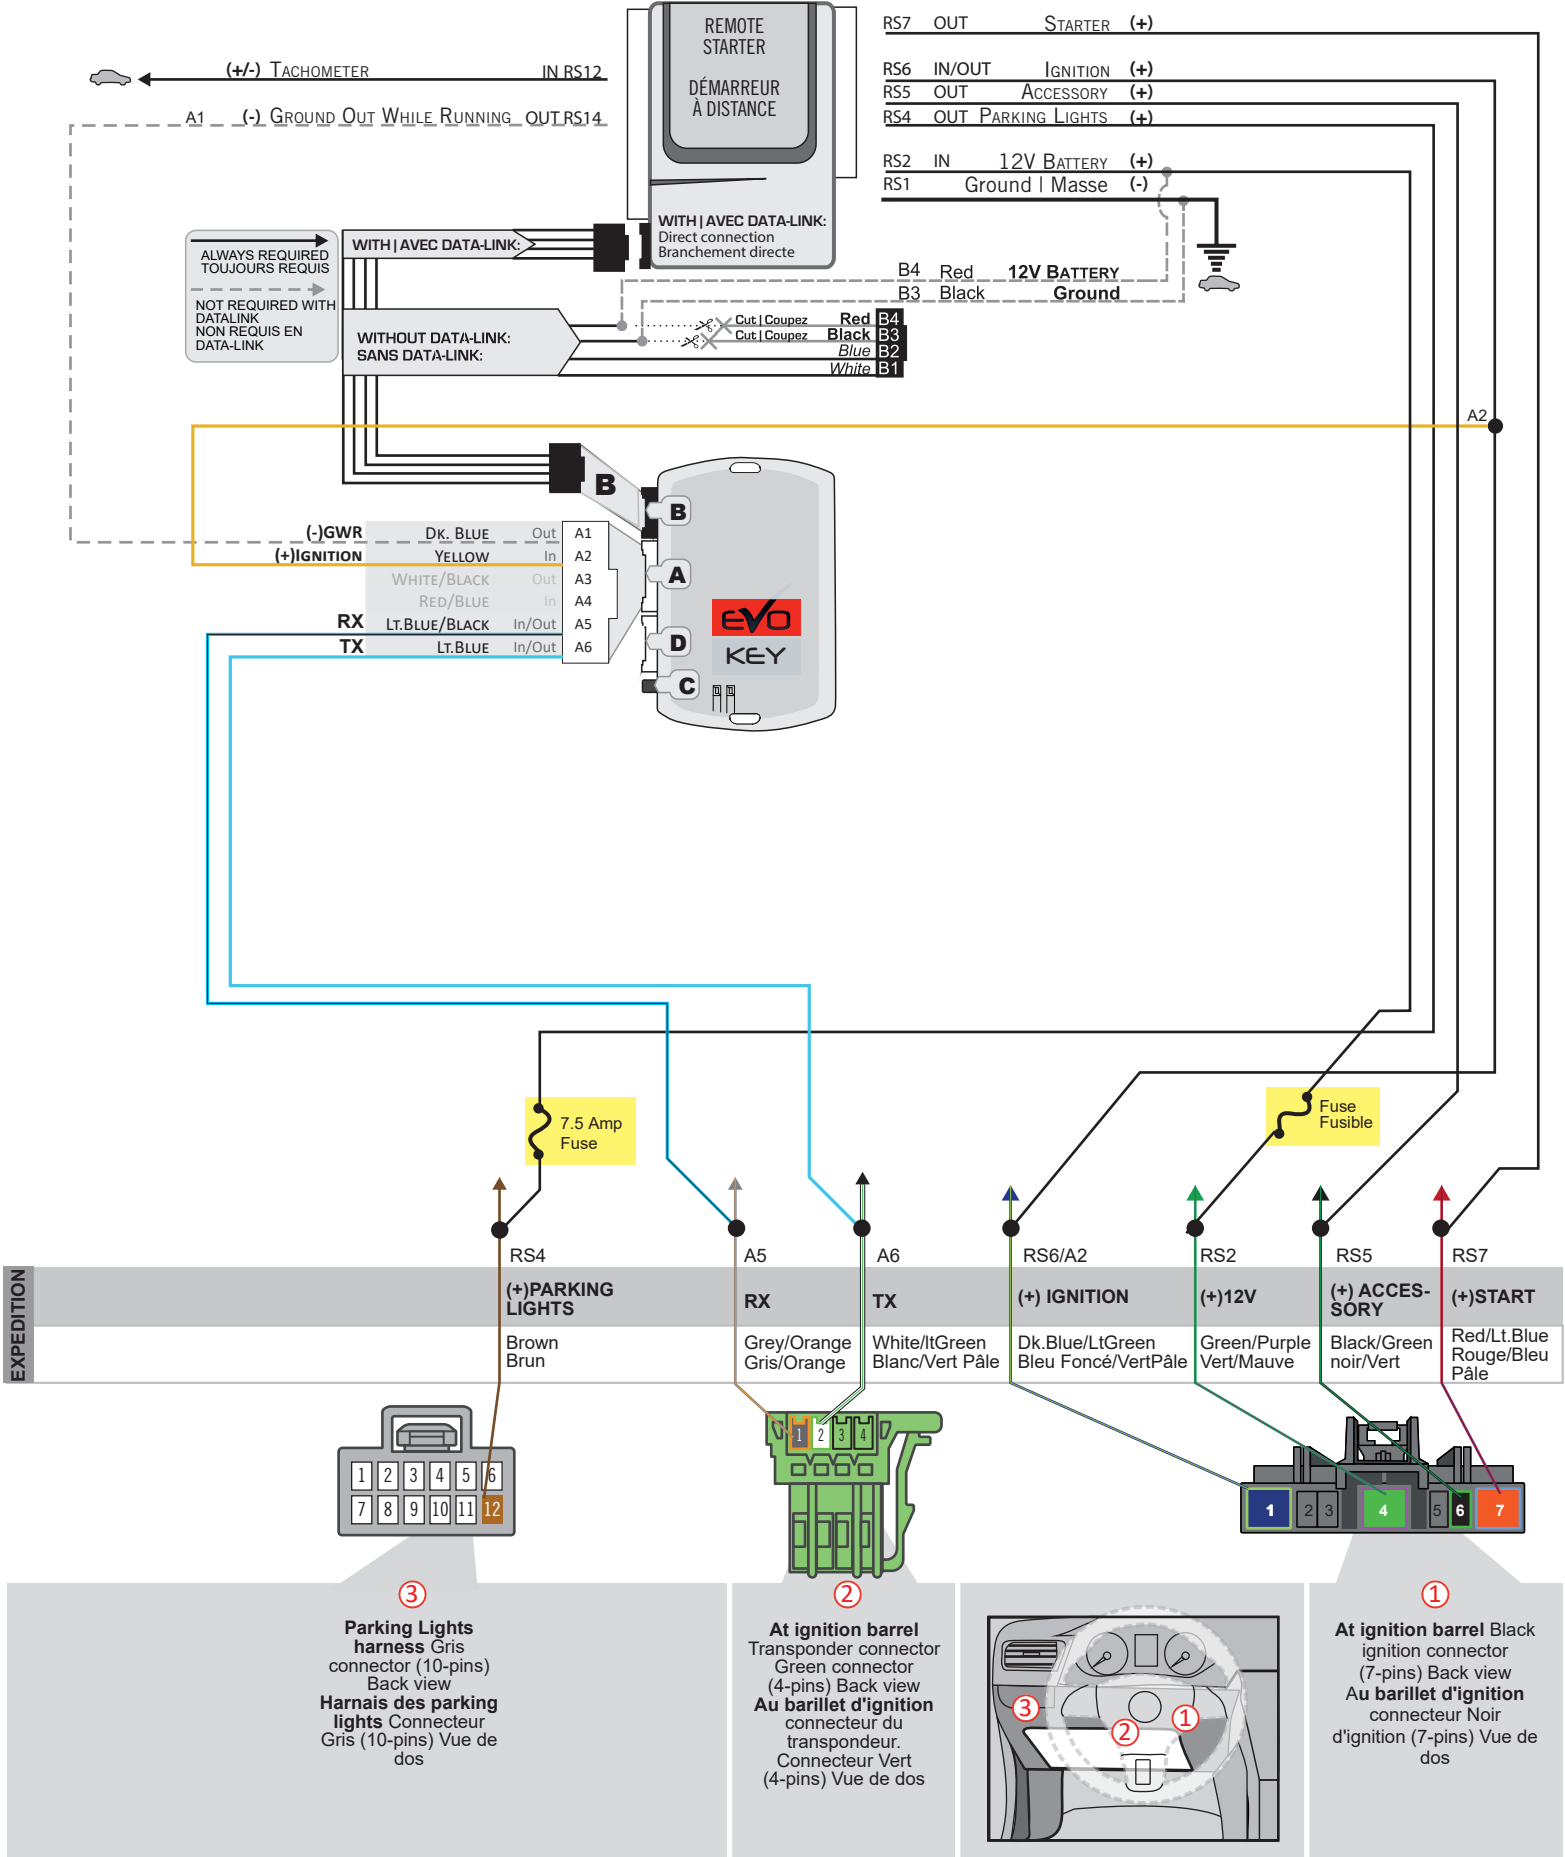 REMOTE
STARTER
DÉMARREUR
À DISTANCE
WITH | AVEC DATA-LINK:
Direct connection
Branchement directe
(+/-) TACHOMETER IN RS12
A1 (-) GROUND OUT WHILE RUNNING OUT RS14
RS7 OUT STARTER (+)
RS6 IN/OUT IGNITION (+)
RS5 OUT ACCESSORY (+)
RS4 OUT PARKING LIGHTS (+)
RS2 IN 12V BATTERY (+)
RS1 Ground | Masse (-)
ALWAYS REQUIRED
TOUJOURS REQUIS
NOT REQUIRED WITH
DATALINK
NON REQUIS EN
DATA-LINK
WITH | AVEC DATA-LINK:
WITHOUT DATA-LINK:
SANS DATA-LINK:
B4 Red 12V BATTERY
B3 Black Ground
Cut | Coupez Red B4
Cut | Coupez Black B3
Blue B2
White B1
A2
B
B
A
D
C
EVO
KEY
(-)GWR DK. BLUE Out A1
(+)IGNITION YELLOW In A2
WHITE/BLACK Out A3
RED/BLUE In A4
RX LT.BLUE/BLACK In/Out A5
TX LT.BLUE In/Out A6
7.5 Amp
Fuse
Fuse
Fusible
RS4 A5 A6 RS6/A2 RS2 RS5 RS7
EXPEDITION
(+)PARKING
LIGHTS
RX
TX
(+) IGNITION
(+)12V
(+) ACCES-
SORY
(+)START
Brown
Brun
Grey/Orange
Gris/Orange
White/ltGreen
Blanc/Vert Pâle
Dk.Blue/LtGreen
Bleu Foncé/VertPâle
Green/Purple
Vert/Mauve
Black/Green
noir/Vert
Red/Lt.Blue
Rouge/Bleu
Pâle
1 2 3 4 5 6
7 8 9 10 11 12
1 2 3 4
1 2 3 4 5 6 7
3
Parking Lights
harness Gris
connector (10-pins)
Back view
Harnais des parking
lights Connecteur
Gris (10-pins) Vue de
dos
2
At ignition barrel
Transponder connector
Green connector
(4-pins) Back view
Au barillet d'ignition
connecteur du
transpondeur.
Connecteur Vert
(4-pins) Vue de dos
3
2
1
1
At ignition barrel Black
ignition connector
(7-pins) Back view
Au barillet d'ignition
connecteur Noir
d'ignition (7-pins) Vue de
dos